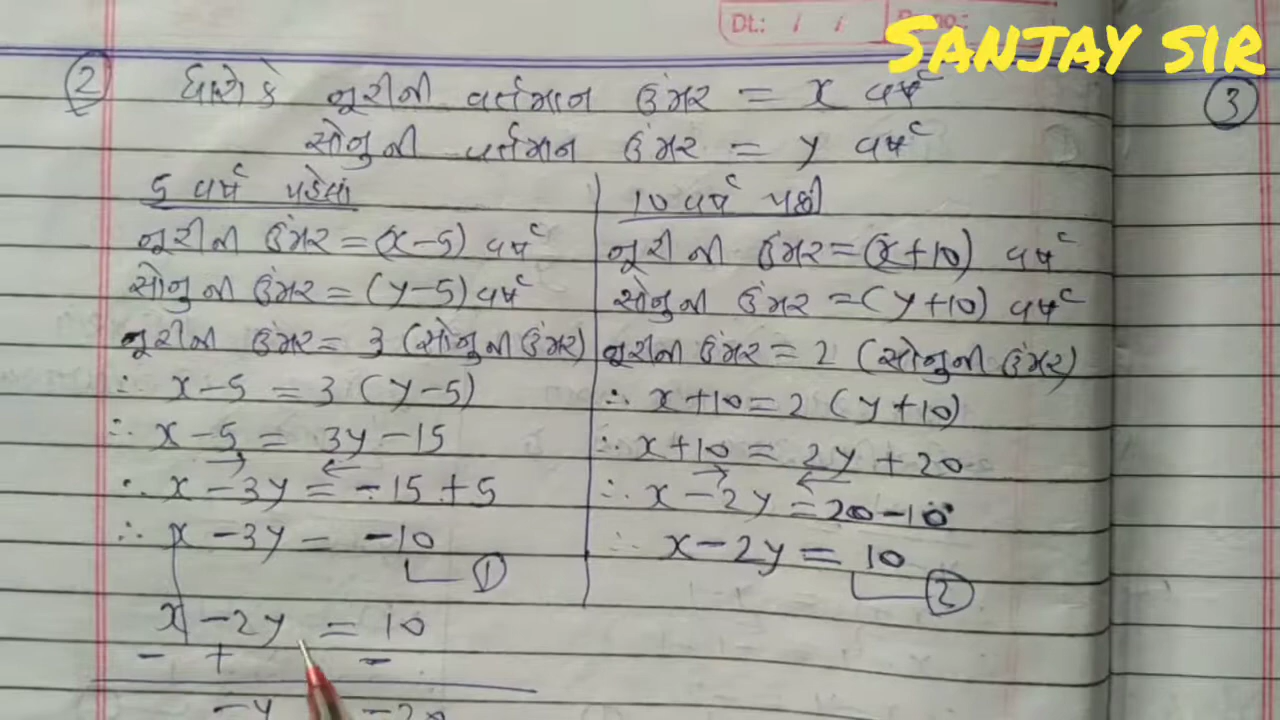 Dt.: / /
SANJAY SIR
② ધારો કે નૂરીની વર્તમાન ઉંમર = x વર્ષ
③
સોનુની વર્તમાન ઉંમર = y વર્ષ
5 વર્ષ પહેલાં
નૂરીની ઉંમર = (x-5) વર્ષ
સોનુની ઉંમર = (y-5) વર્ષ
નૂરીની ઉંમર = 3 (સોનુની ઉંમર)
∴ x-5 = 3 (y-5)
∴ x-5 = 3y-15
∴ x-3y = -15+5
∴ x-3y = -10
①
x-2y = 10
- + -
-y -20
10 વર્ષ પછી
નૂરીની ઉંમર = (x+10) વર્ષ
સોનુની ઉંમર = (y+10) વર્ષ
નૂરીની ઉંમર = 2 (સોનુની ઉંમર)
∴ x+10 = 2 (y+10)
∴ x+10 = 2y+20
∴ x-2y = 20-10
∴ x-2y = 10
②